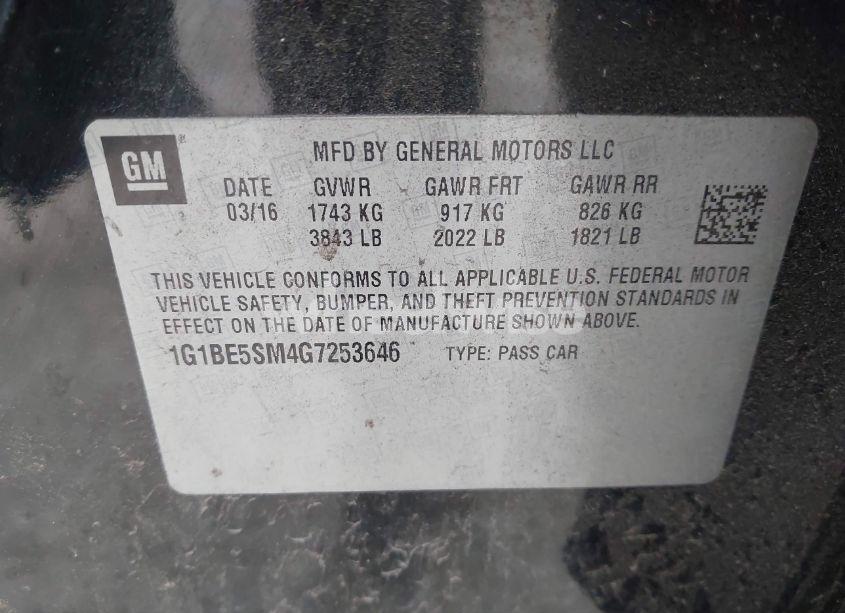 GM
MFD BY GENERAL MOTORS LLC
DATE GVWR GAWR FRT GAWR RR
03/16 1743 KG 917 KG 826 KG
3843 LB 2022 LB 1821 LB
THIS VEHICLE CONFORMS TO ALL APPLICABLE U.S. FEDERAL MOTOR
VEHICLE SAFETY, BUMPER, AND THEFT PREVENTION STANDARDS IN
EFFECT ON THE DATE OF MANUFACTURE SHOWN ABOVE.
1G1BE5SM4G7253646 TYPE: PASS CAR